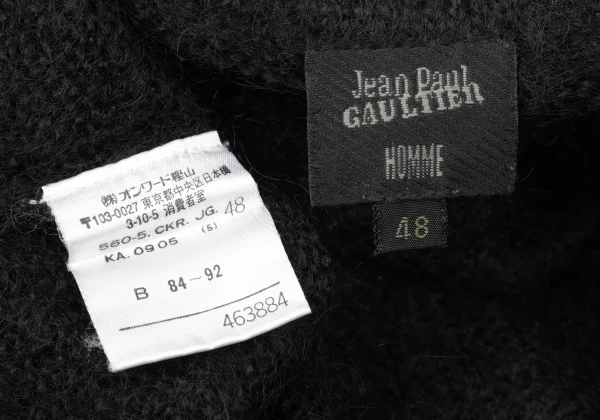 Jean Paul
GAULTIER
HOMME
48
㈱オンワード樫山
〒103-0027 東京都中央区日本橋
3-10-5 消費者室
560-5. CKR. JG. 48
KA. 0905 (5)
B 84～92
463884